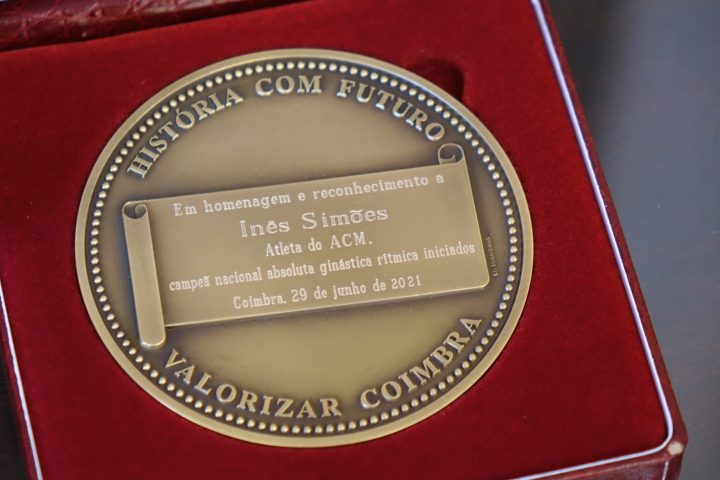 HISTÓRIA COM FUTURO
Em homenagem e reconhecimento a
Inês Simões
Atleta do ACM.
campeã nacional absoluta ginástica rítmica iniciados
Coimbra, 29 de junho de 2021
VALORIZAR COIMBRA